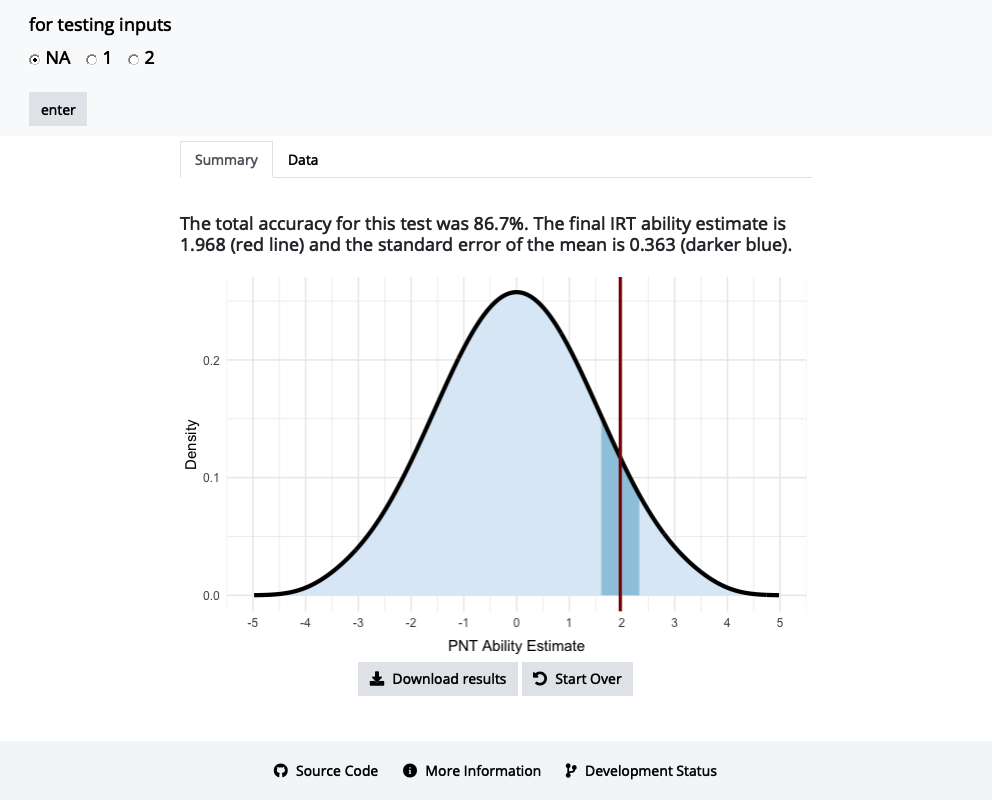 for testing inputs
NA 1 2
enter
Summary Data
The total accuracy for this test was 86.7%. The final IRT ability estimate is
1.968 (red line) and the standard error of the mean is 0.363 (darker blue).
0.2
Density
0.1
0.0
-5 -4 -3 -2 -1 0 1 2 3 4 5
PNT Ability Estimate
Download results Start Over
Source Code More Information Development Status